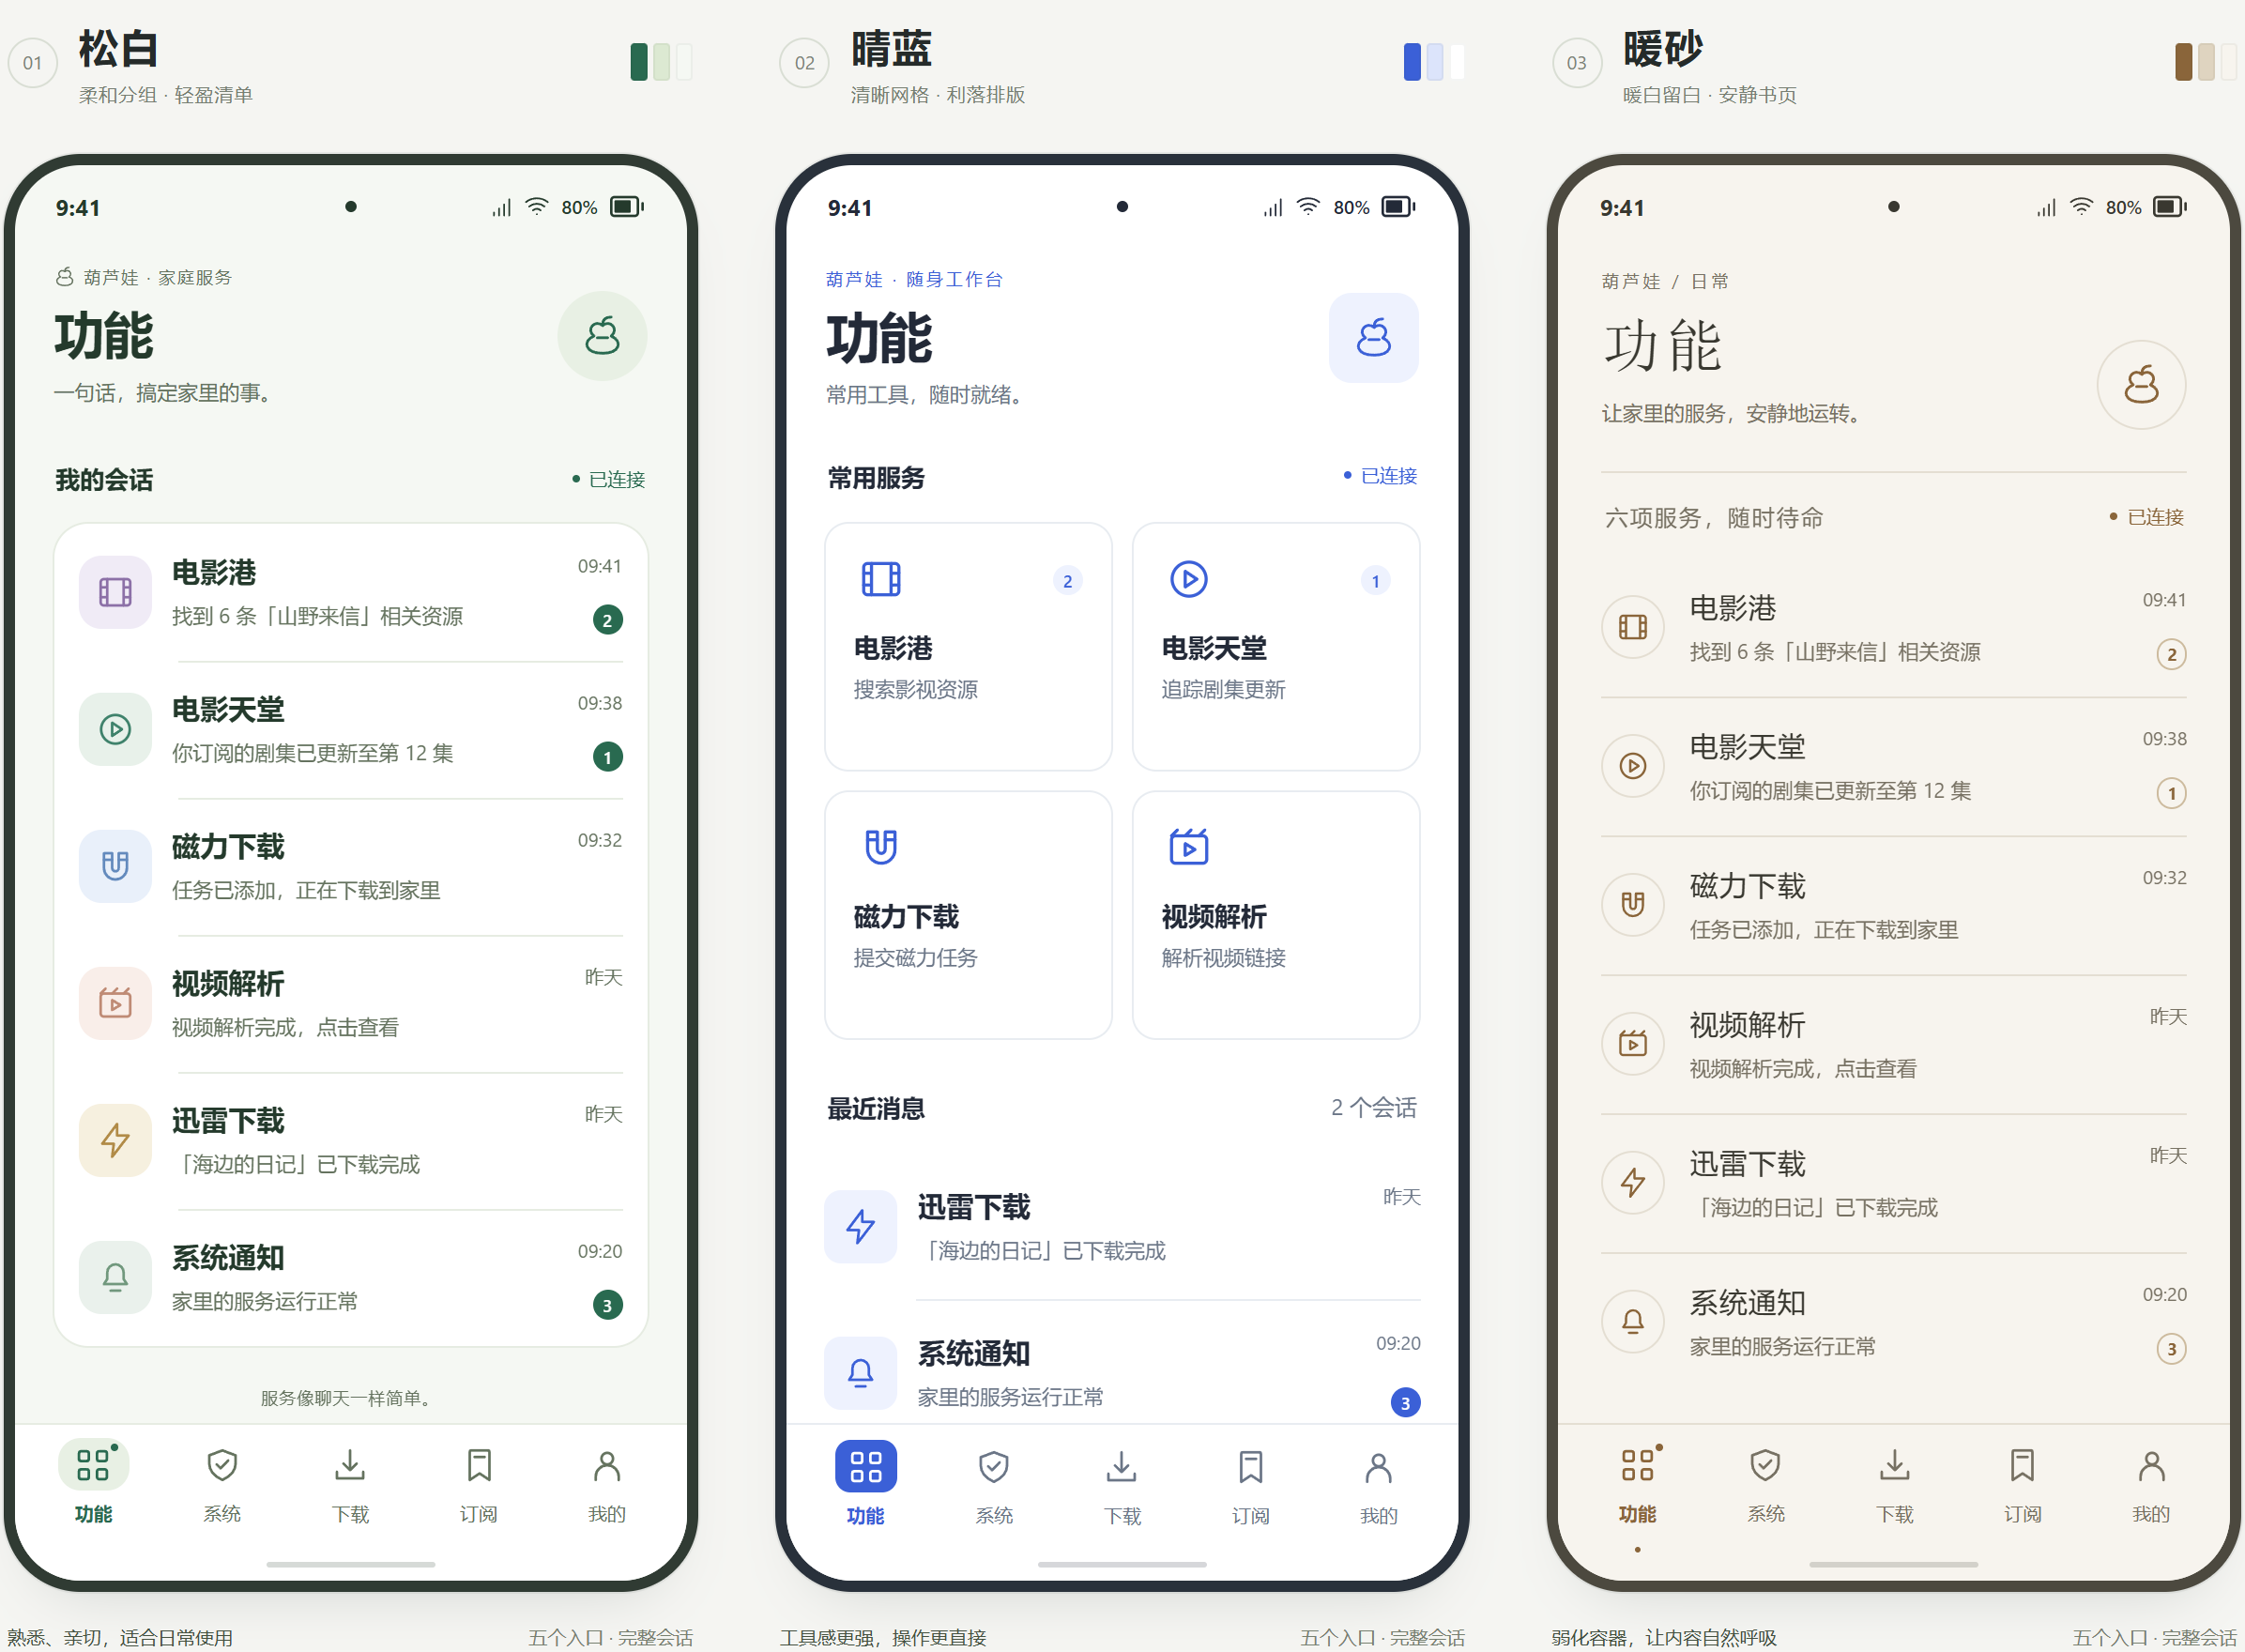 01
松白
柔和分组 · 轻盈清单
9:41
80%
葫芦娃 · 家庭服务
功能
一句话，搞定家里的事。
我的会话
已连接
电影港
09:41
找到 6 条「山野来信」相关资源
2
电影天堂
09:38
你订阅的剧集已更新至第 12 集
1
磁力下载
09:32
任务已添加，正在下载到家里
视频解析
昨天
视频解析完成，点击查看
迅雷下载
昨天
「海边的日记」已下载完成
系统通知
09:20
家里的服务运行正常
3
服务像聊天一样简单。
功能
系统
下载
订阅
我的
熟悉、亲切，适合日常使用
五个入口 · 完整会话
02
晴蓝
清晰网格 · 利落排版
9:41
80%
葫芦娃 · 随身工作台
功能
常用工具，随时就绪。
常用服务
已连接
2
电影港
搜索影视资源
1
电影天堂
追踪剧集更新
磁力下载
提交磁力任务
视频解析
解析视频链接
最近消息
2 个会话
迅雷下载
昨天
「海边的日记」已下载完成
系统通知
09:20
家里的服务运行正常
3
功能
系统
下载
订阅
我的
工具感更强，操作更直接
五个入口 · 完整会话
03
暖砂
暖白留白 · 安静书页
9:41
80%
葫芦娃 / 日常
功能
让家里的服务，安静地运转。
六项服务，随时待命
已连接
电影港
09:41
找到 6 条「山野来信」相关资源
2
电影天堂
09:38
你订阅的剧集已更新至第 12 集
1
磁力下载
09:32
任务已添加，正在下载到家里
视频解析
昨天
视频解析完成，点击查看
迅雷下载
昨天
「海边的日记」已下载完成
系统通知
09:20
家里的服务运行正常
3
功能
系统
下载
订阅
我的
弱化容器，让内容自然呼吸
五个入口 · 完整会话